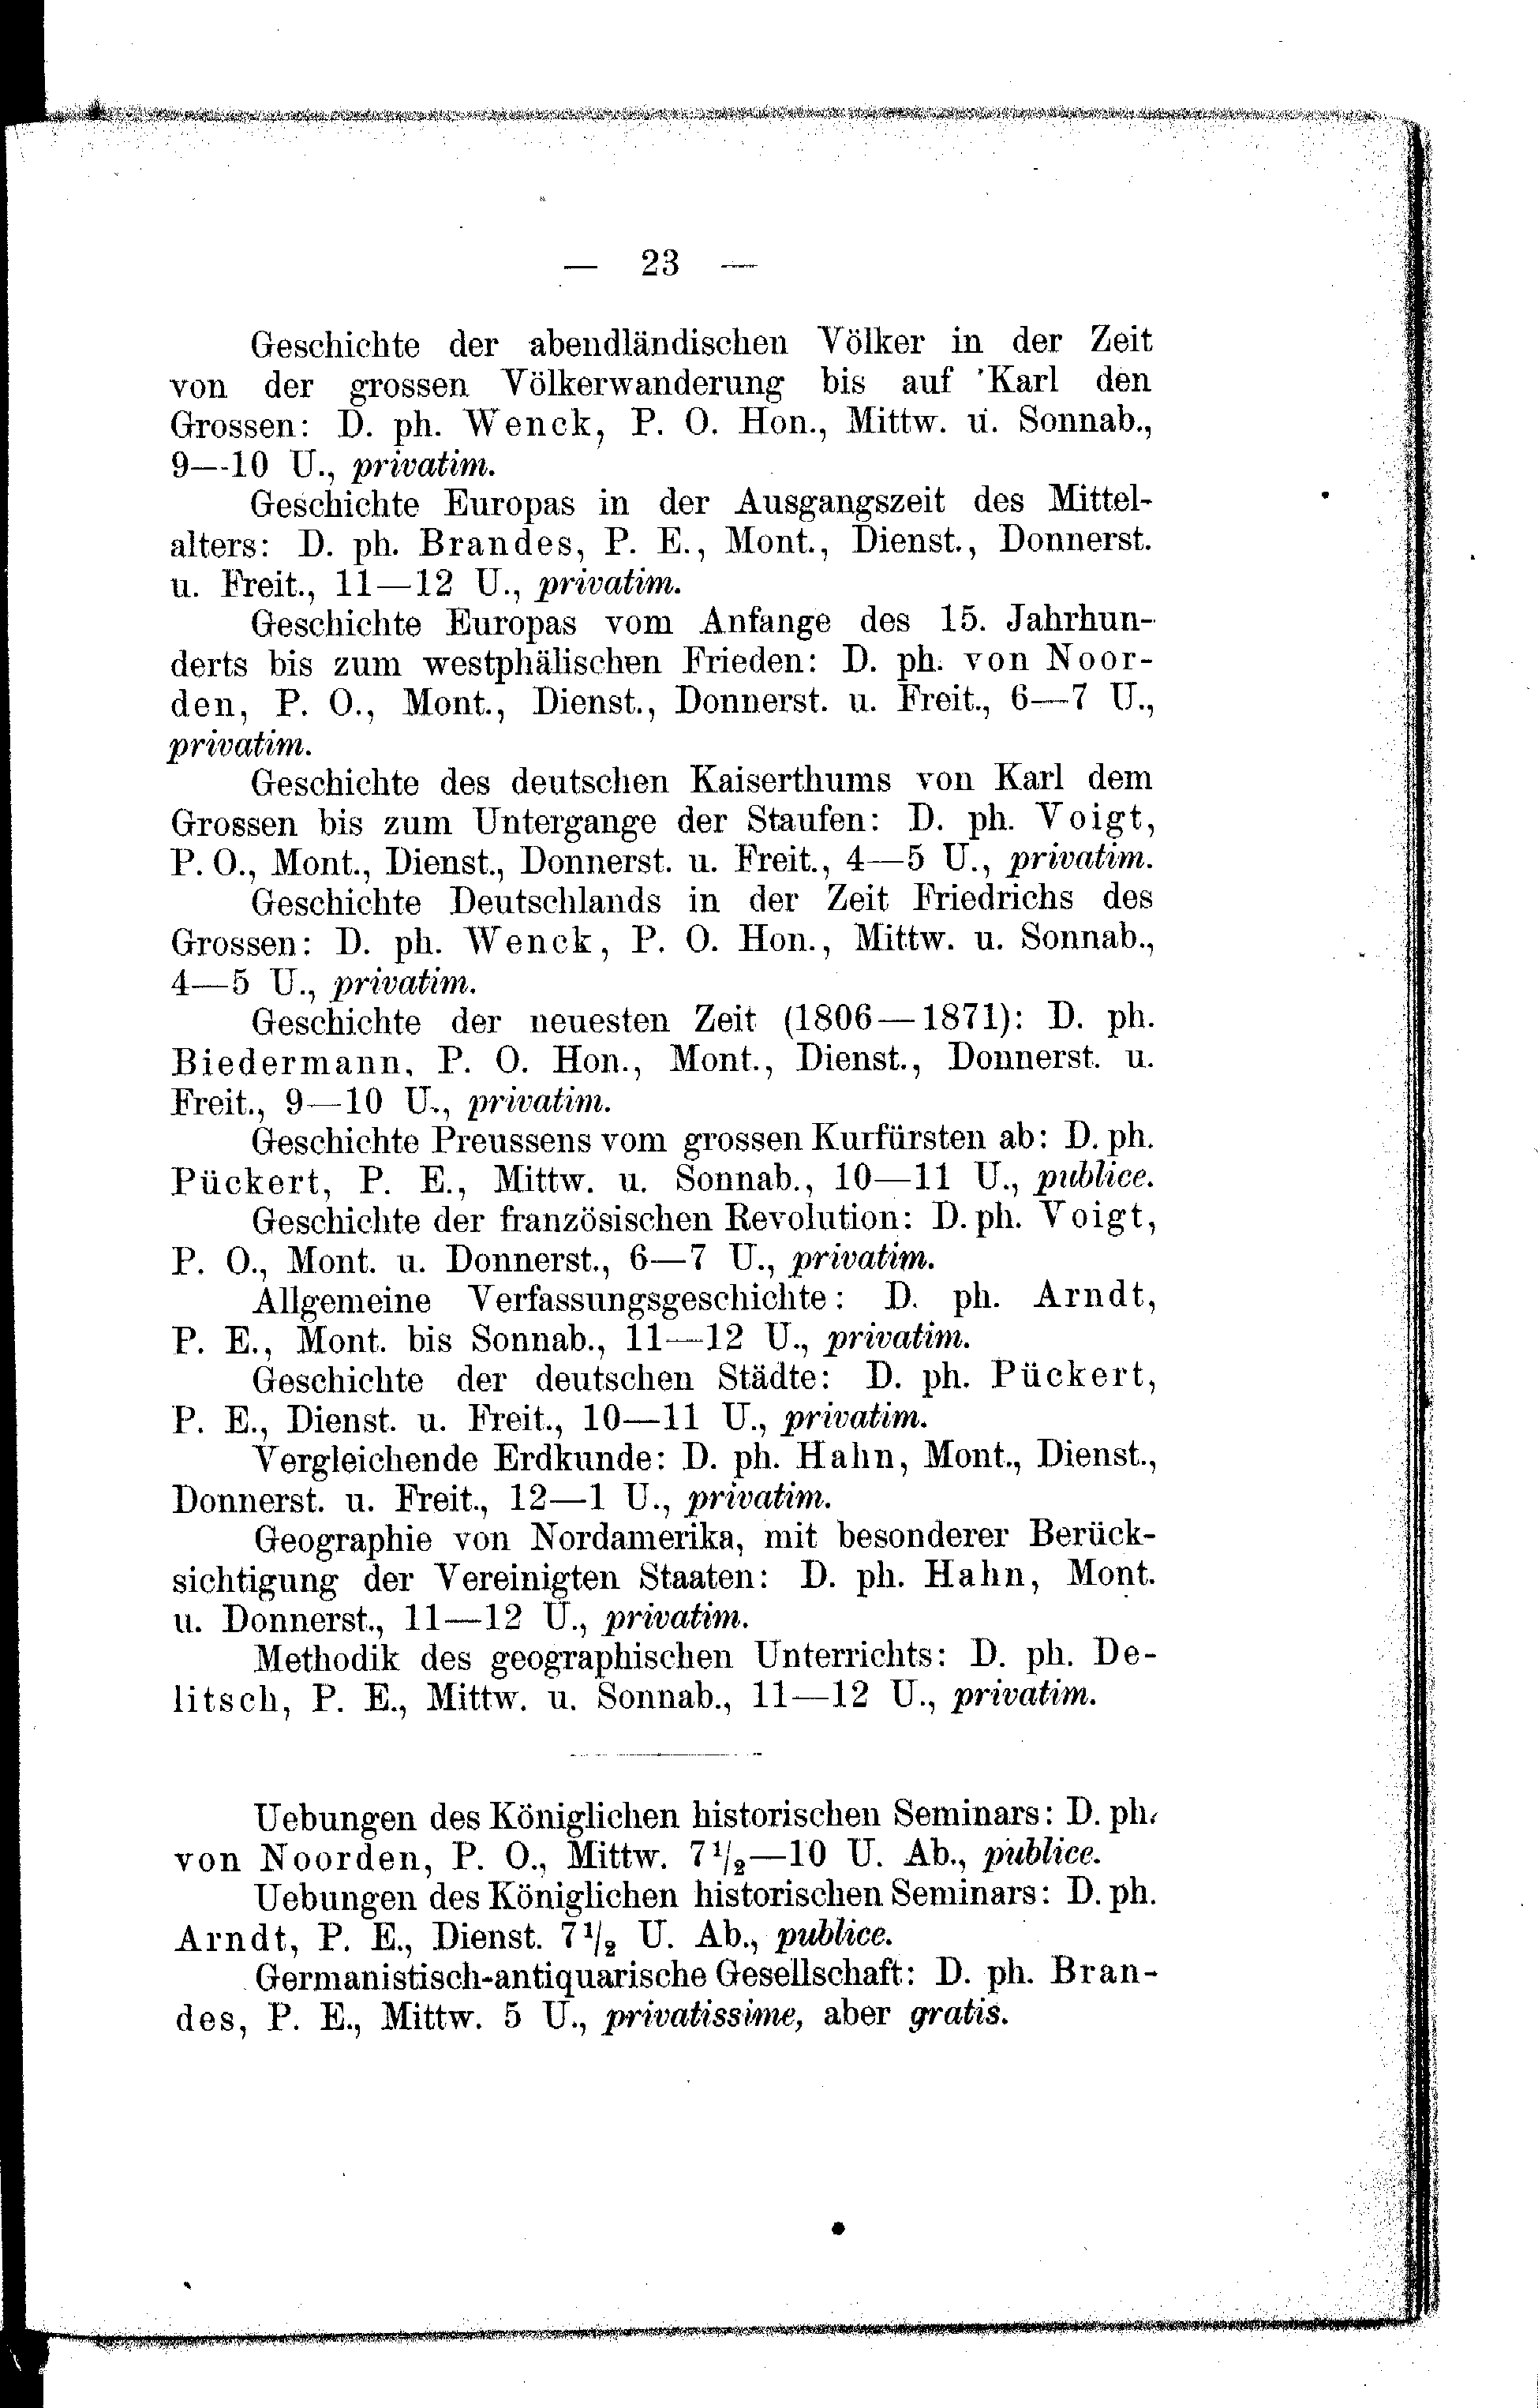 — 23 —
Geschichte der abendländischen Völker in der Zeit
von der grossen Völkerwanderung bis auf Karl den
Grossen: D. ph. Wenck, P. O. Hon., Mittw. u. Sonnab.,
9—10 U., privatim.
Geschichte Europas in der Ausgangszeit des Mittel-
alters: D. ph. Brandes, P. E., Mont., Dienst., Donnerst.
u. Freit., 11—12 U., privatim.
Geschichte Europas vom Anfange des 15. Jahrhun-
derts bis zum westphälischen Frieden: D. ph. von Noor-
den, P. O., Mont., Dienst., Donnerst. u. Freit., 6—7 U.,
privatim.
Geschichte des deutschen Kaiserthums von Karl dem
Grossen bis zum Untergange der Staufen: D. ph. Voigt,
P. O., Mont., Dienst., Donnerst. u. Freit., 4—5 U., privatim.
Geschichte Deutschlands in der Zeit Friedrichs des
Grossen: D. ph. Wenck, P. O. Hon., Mittw. u. Sonnab.,
4—5 U., privatim.
Geschichte der neuesten Zeit (1806—1871): D. ph.
Biedermann, P. O. Hon., Mont., Dienst., Donnerst. u.
Freit., 9—10 U., privatim.
Geschichte Preussens vom grossen Kurfürsten ab: D. ph.
Pückert, P. E., Mittw. u. Sonnab., 10—11 U., publice.
Geschichte der französischen Revolution: D. ph. Voigt,
P. O., Mont. u. Donnerst., 6—7 U., privatim.
Allgemeine Verfassungsgeschichte: D. ph. Arndt,
P. E., Mont. bis Sonnab., 11—12 U., privatim.
Geschichte der deutschen Städte: D. ph. Pückert,
P. E., Dienst. u. Freit., 10—11 U., privatim.
Vergleichende Erdkunde: D. ph. Hahn, Mont., Dienst.,
Donnerst. u. Freit., 12—1 U., privatim.
Geographie von Nordamerika, mit besonderer Berück-
sichtigung der Vereinigten Staaten: D. ph. Hahn, Mont.
u. Donnerst., 11—12 U., privatim.
Methodik des geographischen Unterrichts: D. ph. De-
litsch, P. E., Mittw. u. Sonnab., 11—12 U., privatim.
Uebungen des Königlichen historischen Seminars: D. ph.
von Noorden, P. O., Mittw. 7 1/2—10 U. Ab., publice.
Uebungen des Königlichen historischen Seminars: D. ph.
Arndt, P. E., Dienst. 7 1/2 U. Ab., publice.
Germanistisch-antiquarische Gesellschaft: D. ph. Bran-
des, P. E., Mittw. 5 U., privatissime, aber gratis.